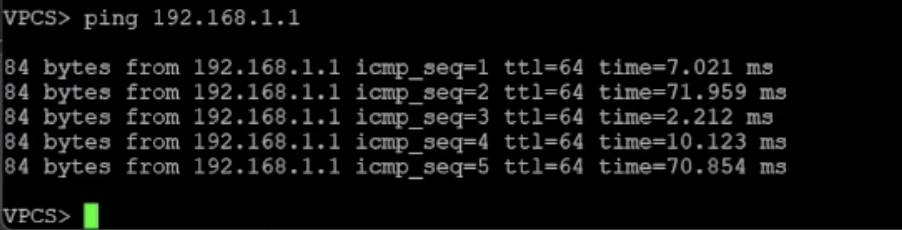 VPCS> ping 192.168.1.1
84 bytes from 192.168.1.1 icmp_seq=1 ttl=64 time=7.021 ms
84 bytes from 192.168.1.1 icmp_seq=2 ttl=64 time=71.959 ms
84 bytes from 192.168.1.1 icmp_seq=3 ttl=64 time=2.212 ms
84 bytes from 192.168.1.1 icmp_seq=4 ttl=64 time=10.123 ms
84 bytes from 192.168.1.1 icmp_seq=5 ttl=64 time=70.854 ms
VPCS>